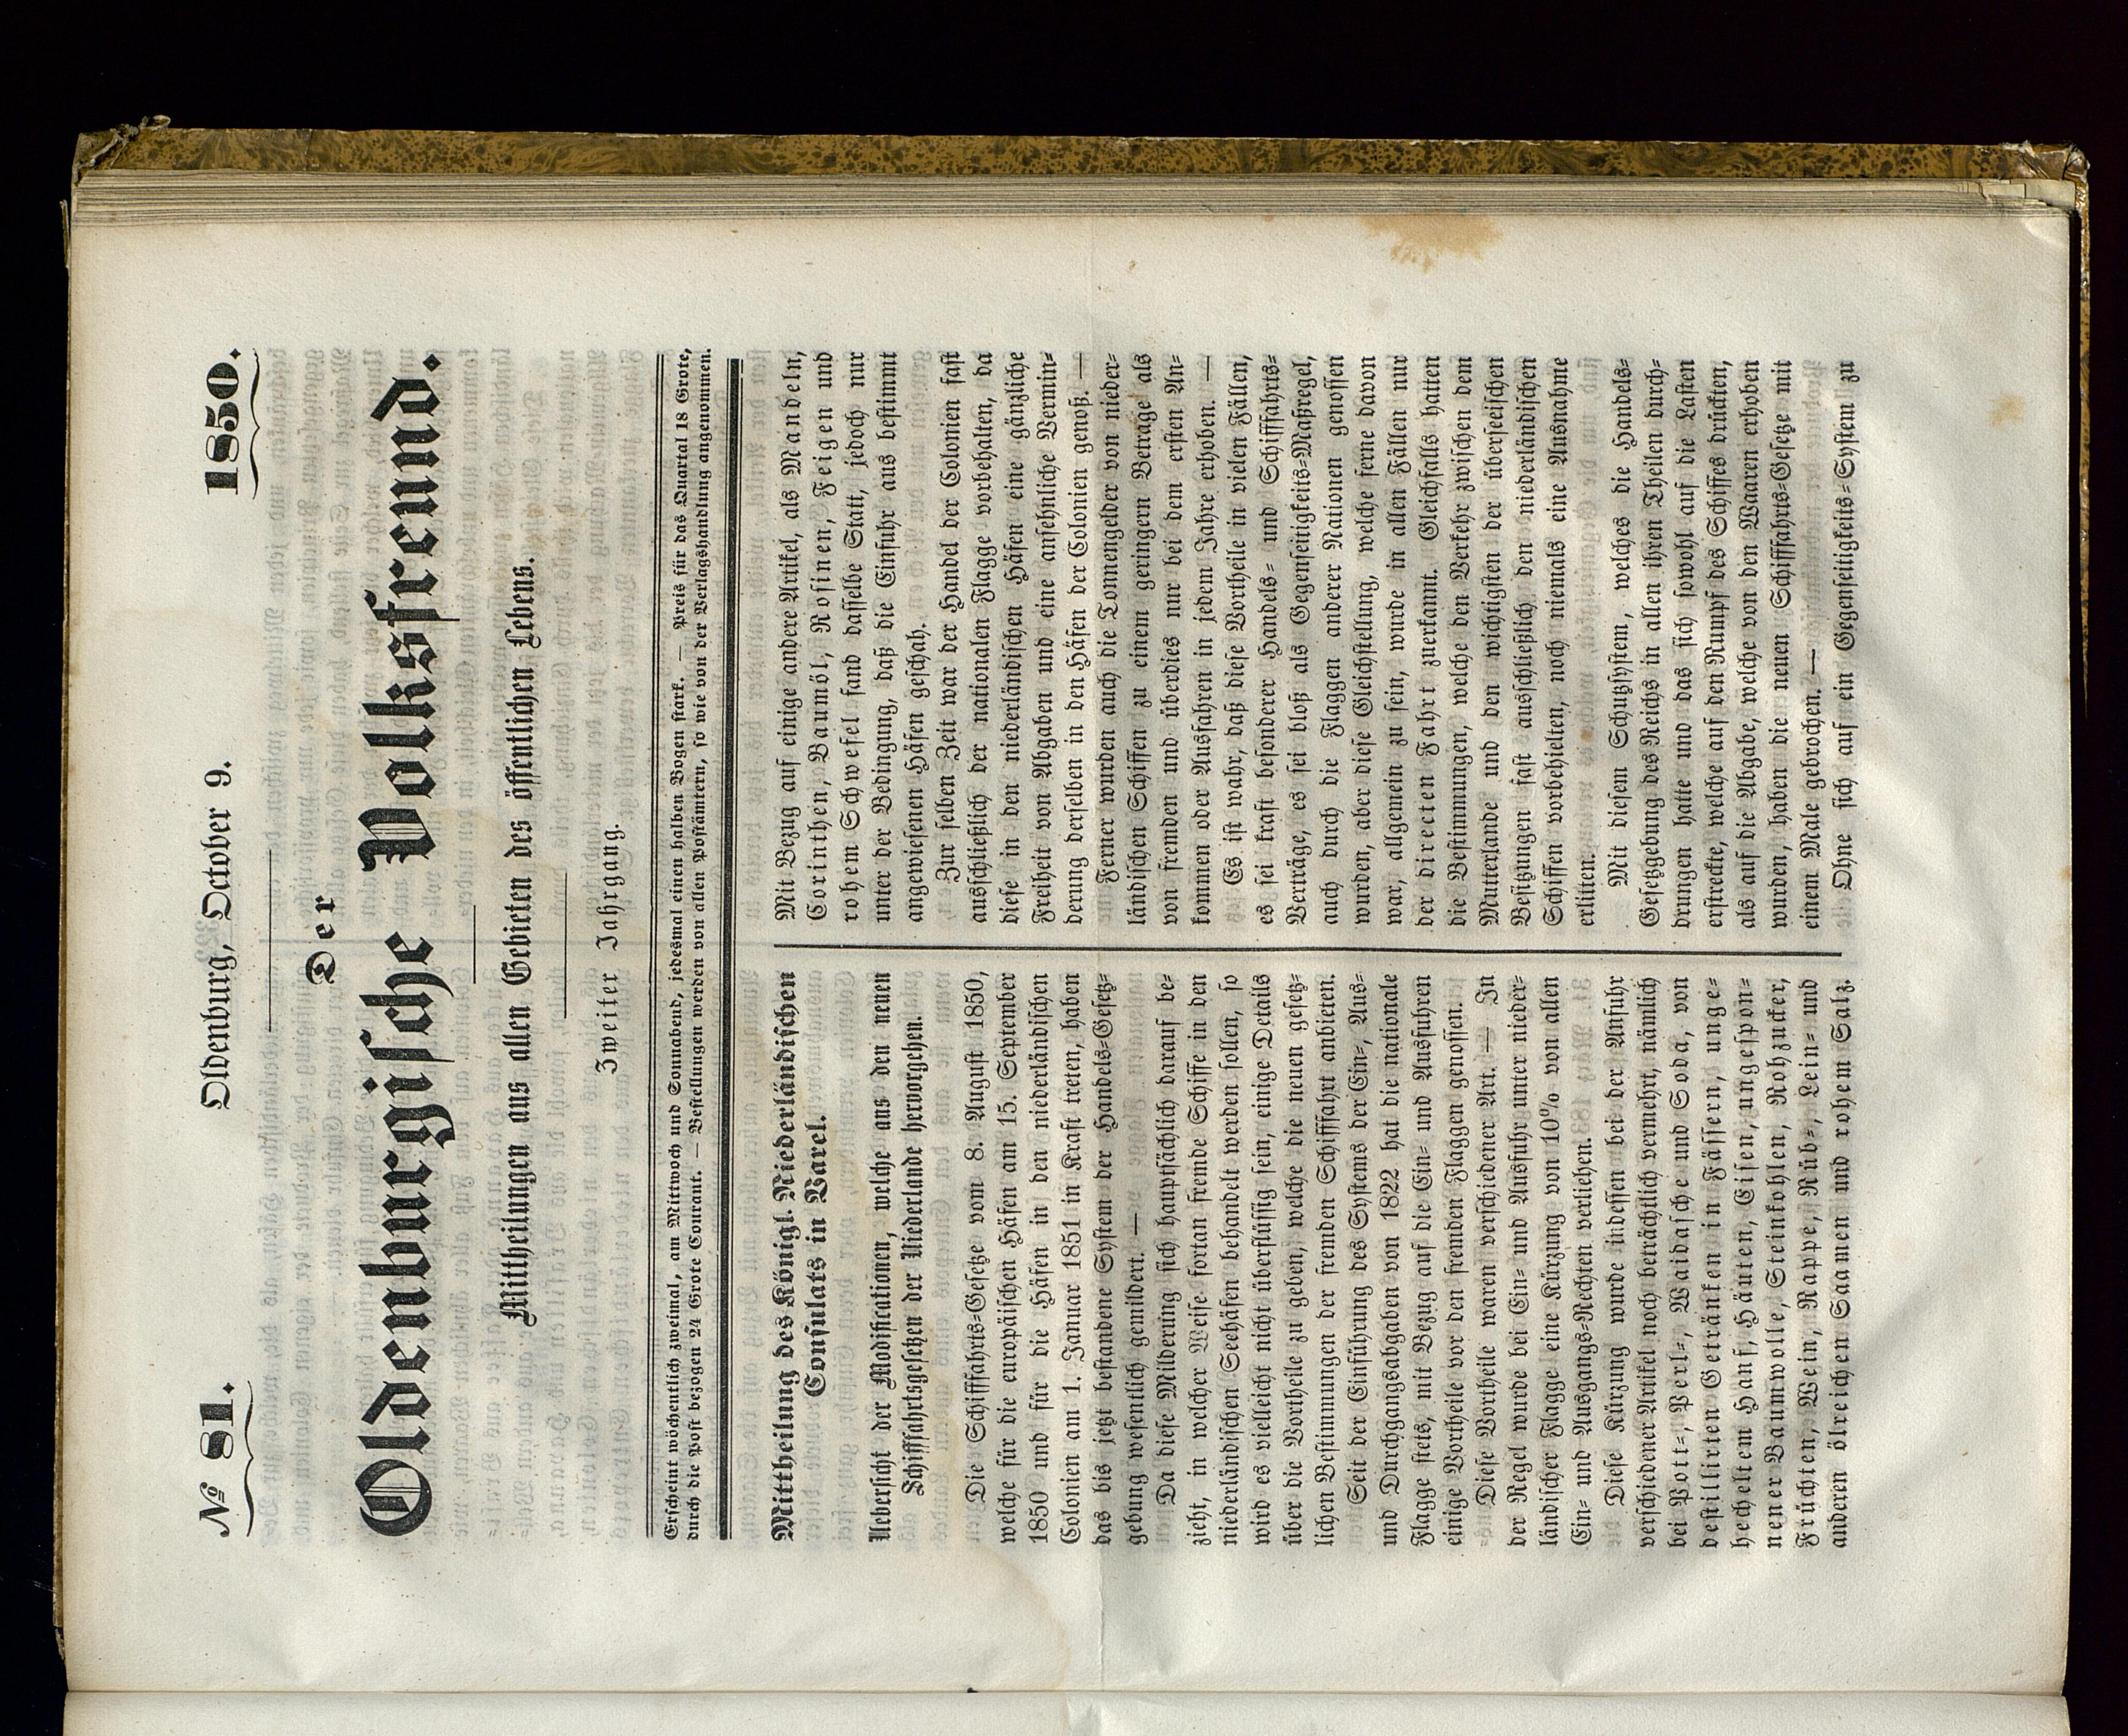 № 81.
Oldenburg, October 9.
1850.
Der
Oldenburgische Volksfreund.
Mittheilungen aus allen Gebieten des öffentlichen Lebens.
Zweiter Jahrgang.
Erscheint wöchentlich zweimal, am Mittwoch und Sonnabend, jedesmal einen halben Bogen stark. — Preis für das Quartal 18 Grote,
durch die Post bezogen 24 Grote Courant. — Bestellungen werden von allen Postämtern, so wie von der Verlagshandlung angenommen.
Mittheilung des Königl. Niederländischen
Consulats in Varel.
Uebersicht der Modificationen, welche aus den neuen
Schifffahrtsgesetzen der Niederlande hervorgehen.
Die Schifffahrts-Gesetze vom 8. August 1850,
welche für die europäischen Häfen am 15. September
1850 und für die Häfen in den niederländischen
Colonien am 1. Januar 1851 in Kraft treten, haben
das bis jetzt bestandene System der Handels-Gesetz-
gebung wesentlich gemildert. —
Da diese Milderung sich hauptsächlich darauf be-
zieht, in welcher Weise fortan fremde Schiffe in den
niederländischen Seehäfen behandelt werden sollen, so
wird es vielleicht nicht überflüssig sein, einige Details
über die Vortheile zu geben, welche die neuen gesetz-
lichen Bestimmungen der fremden Schifffahrt anbieten.
Seit der Einführung des Systems der Ein-, Aus-
und Durchgangsabgaben von 1822 hat die nationale
Flagge stets, mit Bezug auf die Ein- und Ausfuhren
einige Vortheile vor den fremden Flaggen genossen.
Diese Vortheile waren verschiedener Art. — In
der Regel wurde bei Ein- und Ausfuhr unter nieder-
ländischer Flagge eine Kürzung von 10% von allen
Ein- und Ausgangs-Rechten verliehen.
Diese Kürzung wurde indessen bei der Anfuhr
verschiedener Artikel noch beträchtlich vermehrt, nämlich
bei Pott-, Perl-, Waidasche und Soda, von
destillirten Getränken in Fässern, unge-
hecheltem Hanf, Häuten, Eisen, ungespon-
nener Baumwolle, Steinkohlen, Rohzucker,
Früchten, Wein, Rappe, Rüb-, Lein- und
anderen ölreichen Saamen und rohem Salz.
Mit Bezug auf einige andere Artikel, als Mandeln,
Corinthen, Baumöl, Rosinen, Feigen und
rohem Schwefel fand dasselbe Statt, jedoch nur
unter der Bedingung, daß die Einfuhr aus bestimmt
angewiesenen Häfen geschah.
Zur selben Zeit war der Handel der Colonien fast
ausschließlich der nationalen Flagge vorbehalten, da
diese in den niederländischen Häfen eine gänzliche
Freiheit von Abgaben und eine ansehnliche Vermin-
derung derselben in den Häfen der Colonien genoß. —
Ferner wurden auch die Tonnengelder von nieder-
ländischen Schiffen zu einem geringern Betrage als
von fremden und überdies nur bei dem ersten An-
kommen oder Ausfahren in jedem Jahre erhoben. —
Es ist wahr, daß diese Vortheile in vielen Fällen,
es sei kraft besonderer Handels- und Schifffahrts-
Verträge, es sei bloß als Gegenseitigkeits-Maßregel,
auch durch die Flaggen anderer Nationen genossen
wurden, aber diese Gleichstellung, welche ferne davon
war, allgemein zu sein, wurde in allen Fällen nur
der directen Fahrt zuerkannt. Gleichfalls hatten
die Bestimmungen, welche den Verkehr zwischen dem
Mutterlande und den wichtigsten der überseeischen
Besitzungen fast ausschließlich den niederländischen
Schiffen vorbehielten, noch niemals eine Ausnahme
erlitten.
Mit diesem Schutzsystem, welches die Handels-
Gesetzgebung des Reichs in allen ihren Theilen durch-
drungen hatte und das sich sowohl auf die Lasten
erstreckte, welche auf den Rumpf des Schiffes drückten,
als auf die Abgabe, welche von den Waaren erhoben
wurden, haben die neuen Schifffahrts-Gesetze mit
einem Male gebrochen. —
Ohne sich auf ein Gegenseitigkeits-System zu